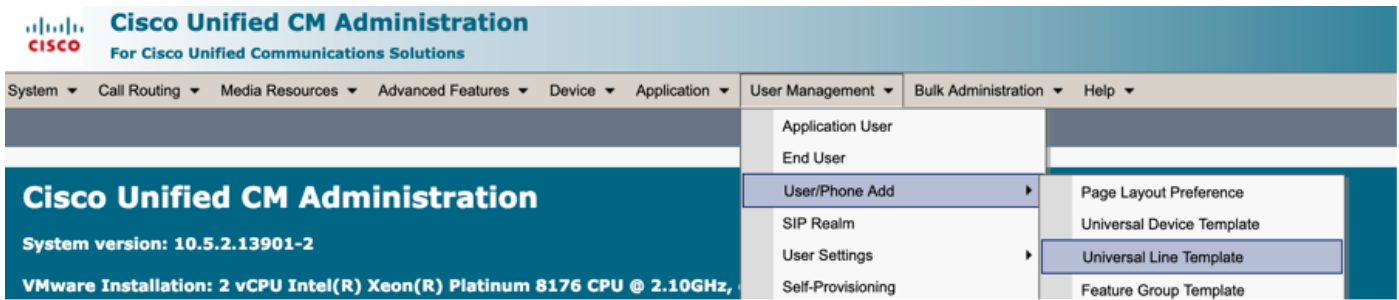 CISCO
Cisco Unified CM Administration
For Cisco Unified Communications Solutions
System Call Routing Media Resources Advanced Features Device Application User Management Bulk Administration Help
Application User
End User
User/Phone Add
SIP Realm
User Settings
Self-Provisioning
Page Layout Preference
Universal Device Template
Universal Line Template
Feature Group Template
Cisco Unified CM Administration
System version: 10.5.2.13901-2
VMware Installation: 2 vCPU Intel(R) Xeon(R) Platinum 8176 CPU @ 2.10GHz,